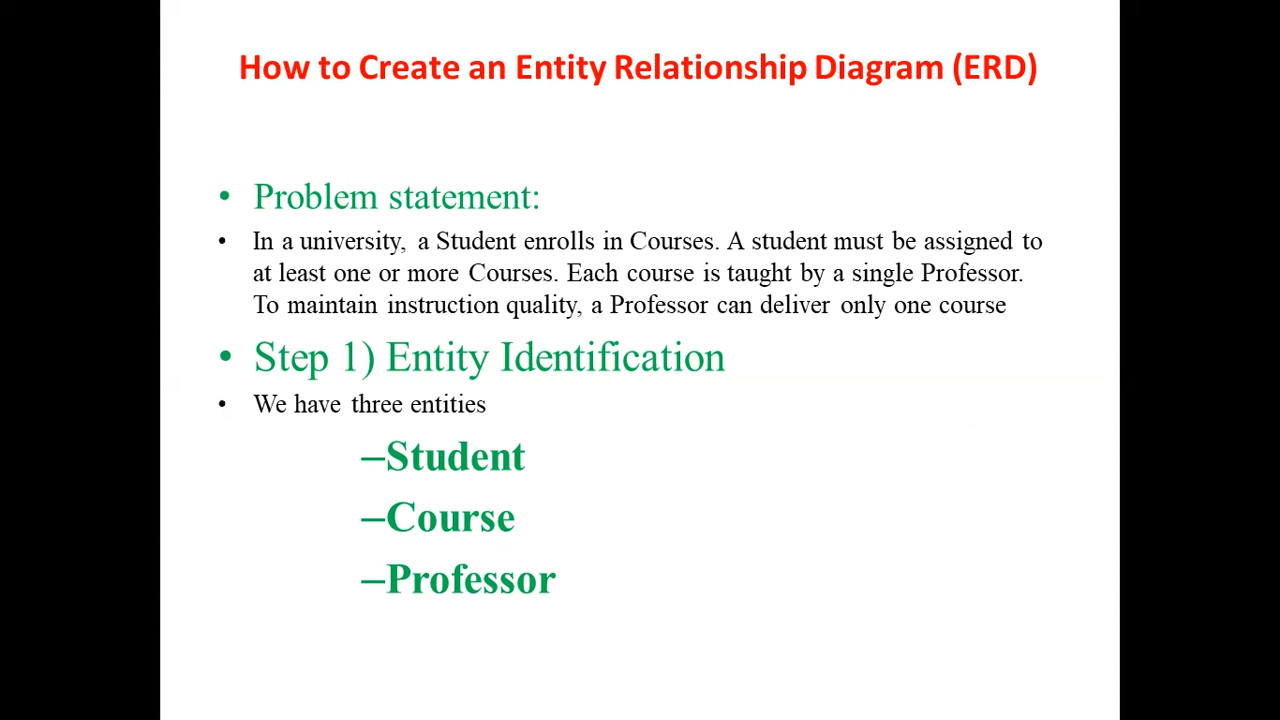 How to Create an Entity Relationship Diagram (ERD)
• Problem statement:
• In a university, a Student enrolls in Courses. A student must be assigned to
at least one or more Courses. Each course is taught by a single Professor.
To maintain instruction quality, a Professor can deliver only one course
• Step 1) Entity Identification
• We have three entities
–Student
–Course
–Professor